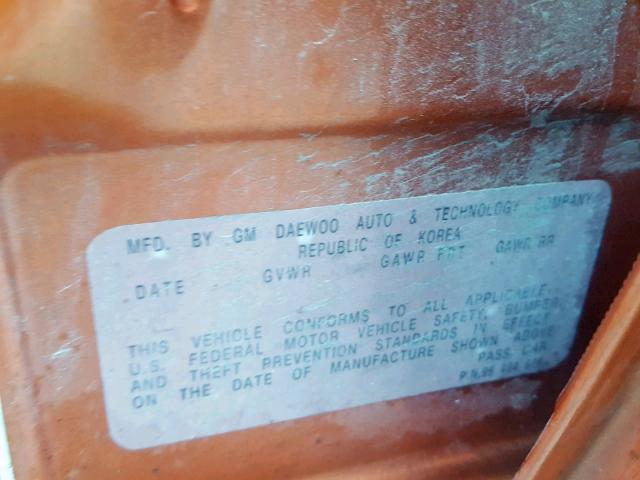 MFD. BY GM DAEWOO AUTO & TECHNOLOGY COMPANY
REPUBLIC OF KOREA
DATE GVWR GAWR FRT GAWR RR
THIS VEHICLE CONFORMS TO ALL APPLICABLE
U.S. FEDERAL MOTOR VEHICLE SAFETY, BUMPER,
AND THEFT PREVENTION STANDARDS IN EFFECT
ON THE DATE OF MANUFACTURE SHOWN ABOVE
PASS. CAR
P/N.96